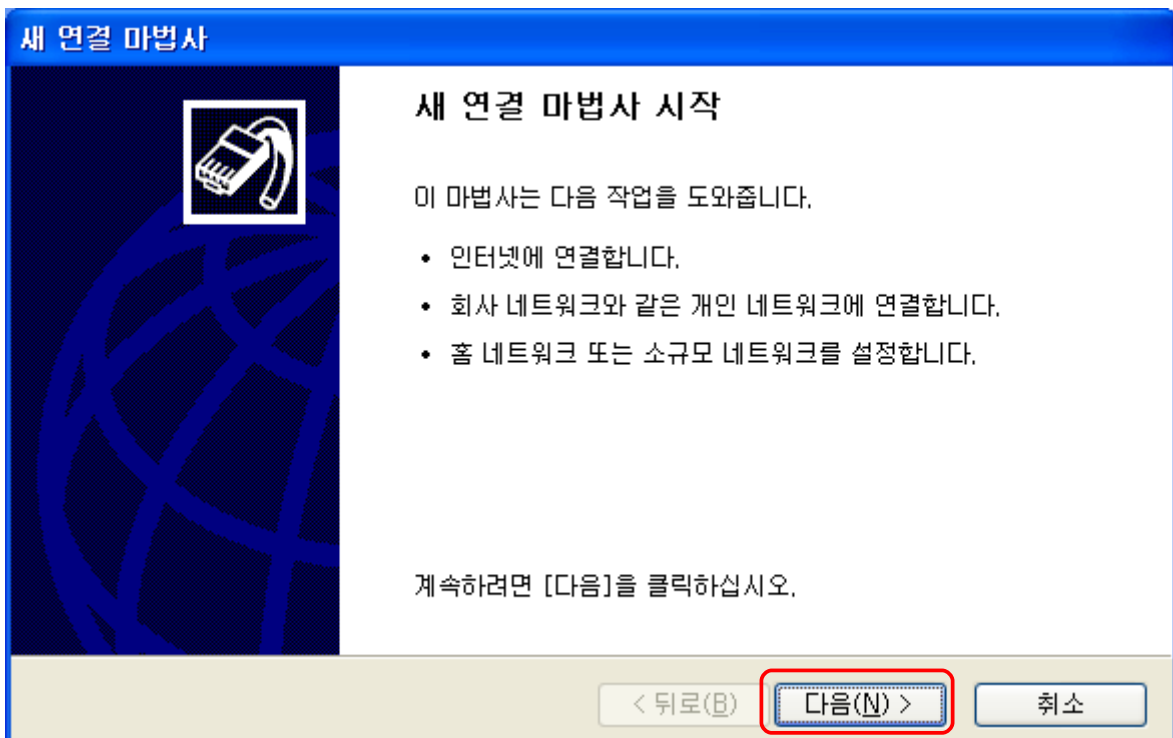 새 연결 마법사
새 연결 마법사 시작
이 마법사는 다음 작업을 도와줍니다.
• 인터넷에 연결합니다.
• 회사 네트워크와 같은 개인 네트워크에 연결합니다.
• 홈 네트워크 또는 소규모 네트워크를 설정합니다.
계속하려면 [다음]을 클릭하십시오.
< 뒤로(B) 다음(N) > 취소